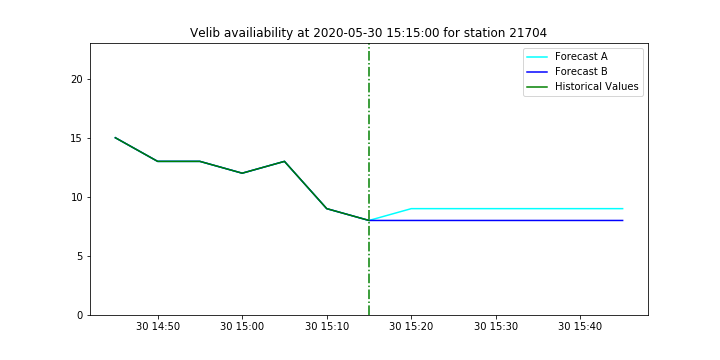 Velib availiability at 2020-05-30 15:15:00 for station 21704
Forecast A
Forecast B
Historical Values
20
15
10
5
0
30 14:50 30 15:00 30 15:10 30 15:20 30 15:30 30 15:40